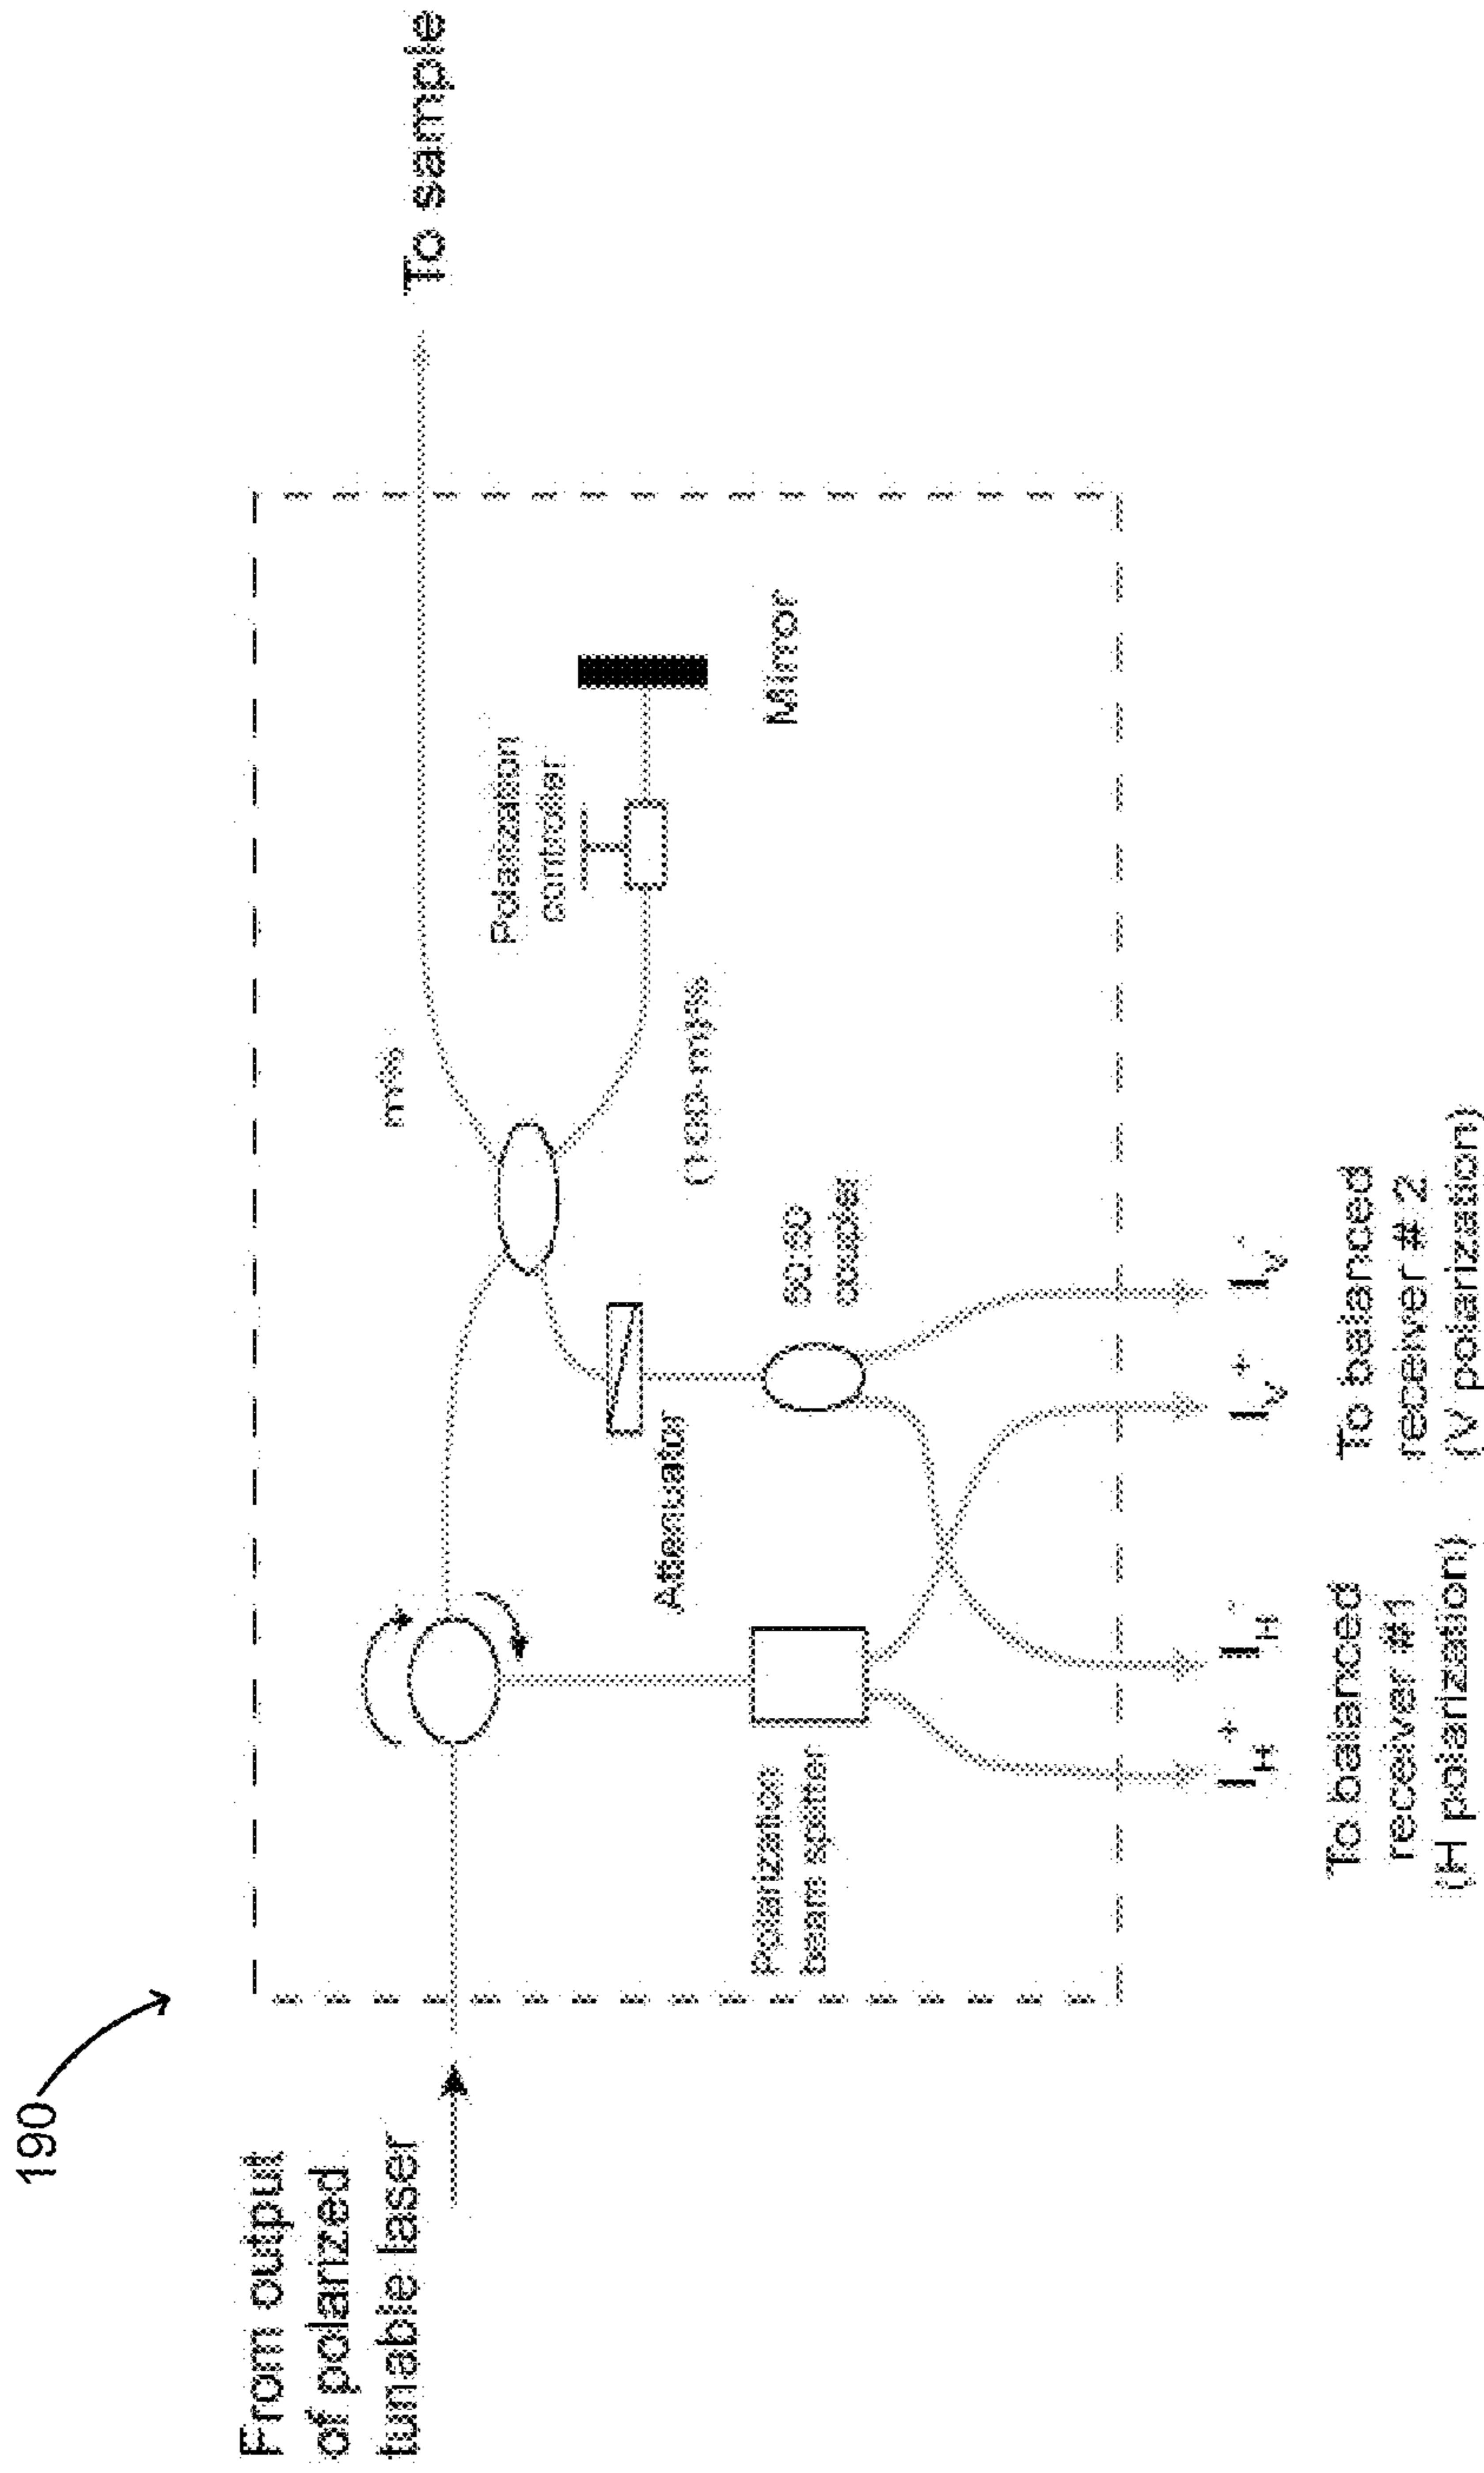 190
From output
of polarized
tunable laser
To sample
m%
(100-m)%
Polarization
controller
Mirror
Attenuator
50:50
coupler
Polarization
beam splitter
I_H^+
I_H^-
I_V^+
I_V^-
To balanced
receiver #1
(H polarization)
To balanced
receiver # 2
(V polarization)